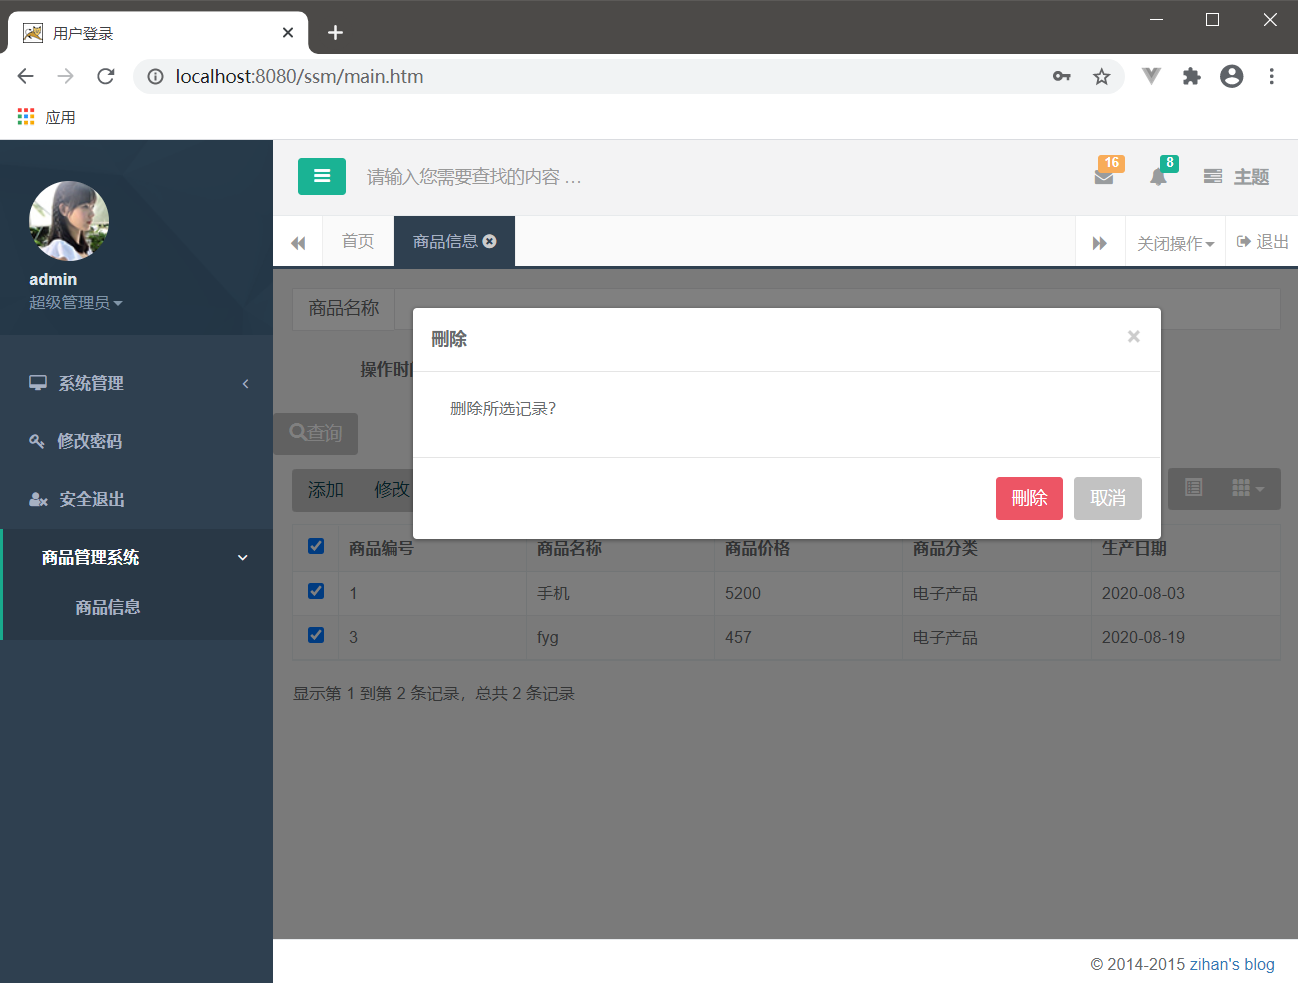 用户登录
localhost:8080/ssm/main.htm
应用
admin
超级管理员
系统管理
修改密码
安全退出
商品管理系统
商品信息
请输入您需要查找的内容 …
16
8
主题
首页
商品信息
关闭操作
退出
商品名称
操作时
查询
添加 修改
刪除
删除所选记录?
刪除 取消
商品编号 商品名称 商品价格 商品分类 生产日期
1 手机 5200 电子产品 2020-08-03
3 fyg 457 电子产品 2020-08-19
显示第 1 到第 2 条记录，总共 2 条记录
© 2014-2015 zihan's blog